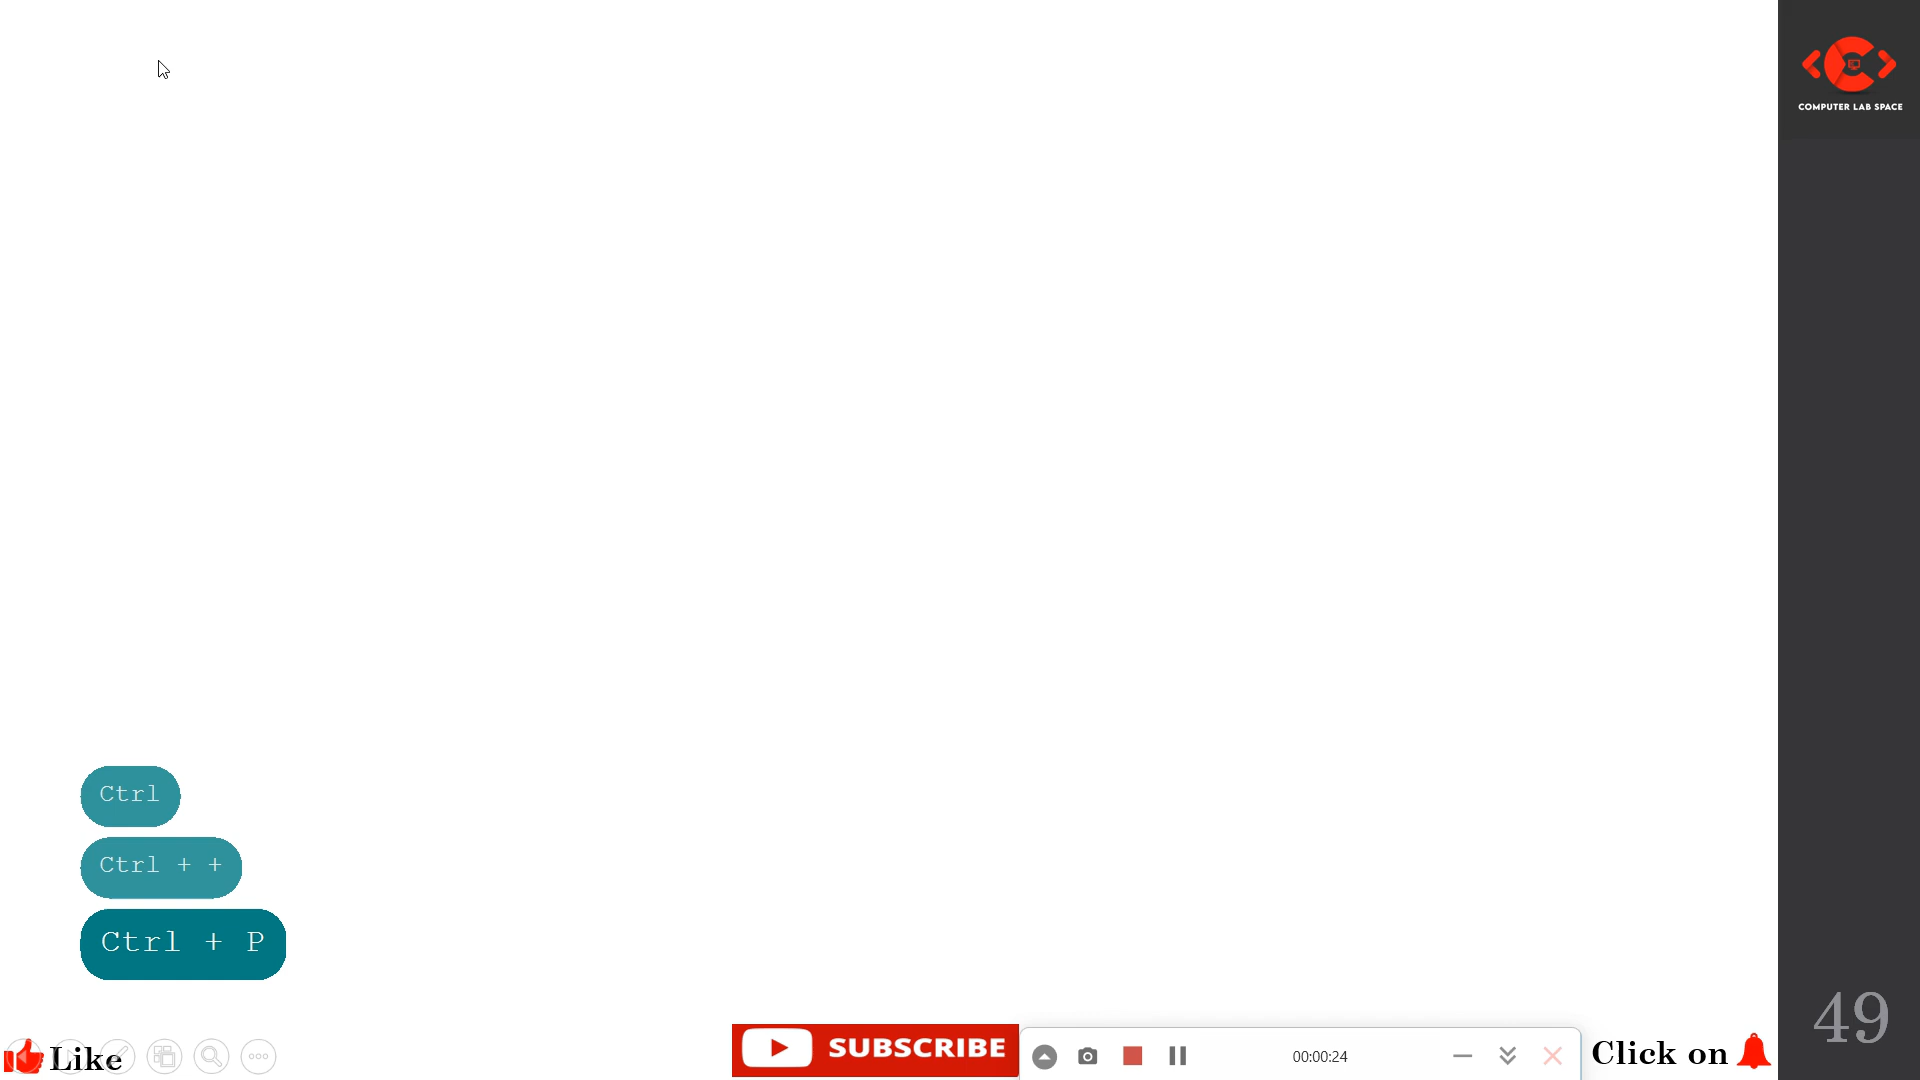 COMPUTER LAB SPACE
Ctrl
Ctrl + +
Ctrl + P
49
Like
SUBSCRIBE
00:00:24
Click on